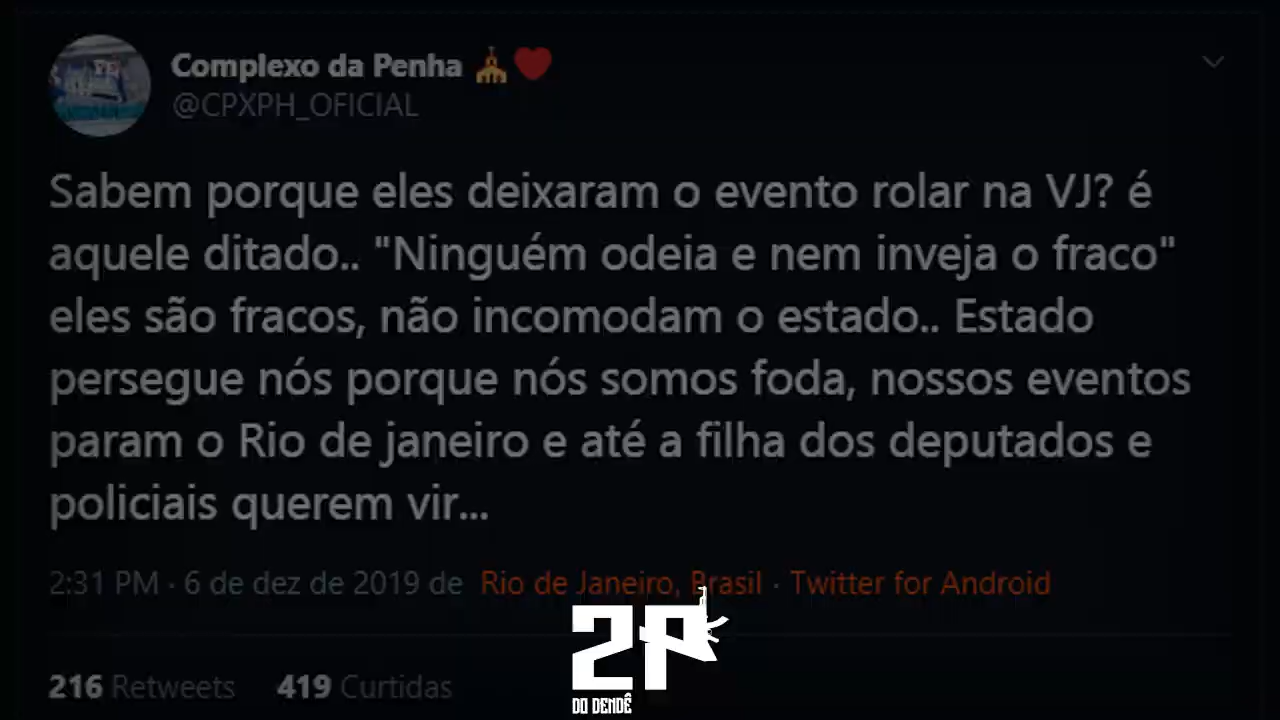 Complexo da Penha
@CPXPH_OFICIAL
Sabem porque eles deixaram o evento rolar na VJ? é
aquele ditado.. "Ninguém odeia e nem inveja o fraco"
eles são fracos, não incomodam o estado.. Estado
persegue nós porque nós somos foda, nossos eventos
param o Rio de janeiro e até a filha dos deputados e
policiais querem vir...
2:31 PM · 6 de dez de 2019 de Rio de Janeiro, Brasil · Twitter for Android
216 Retweets 419 Curtidas
2P
DO DENDÊ